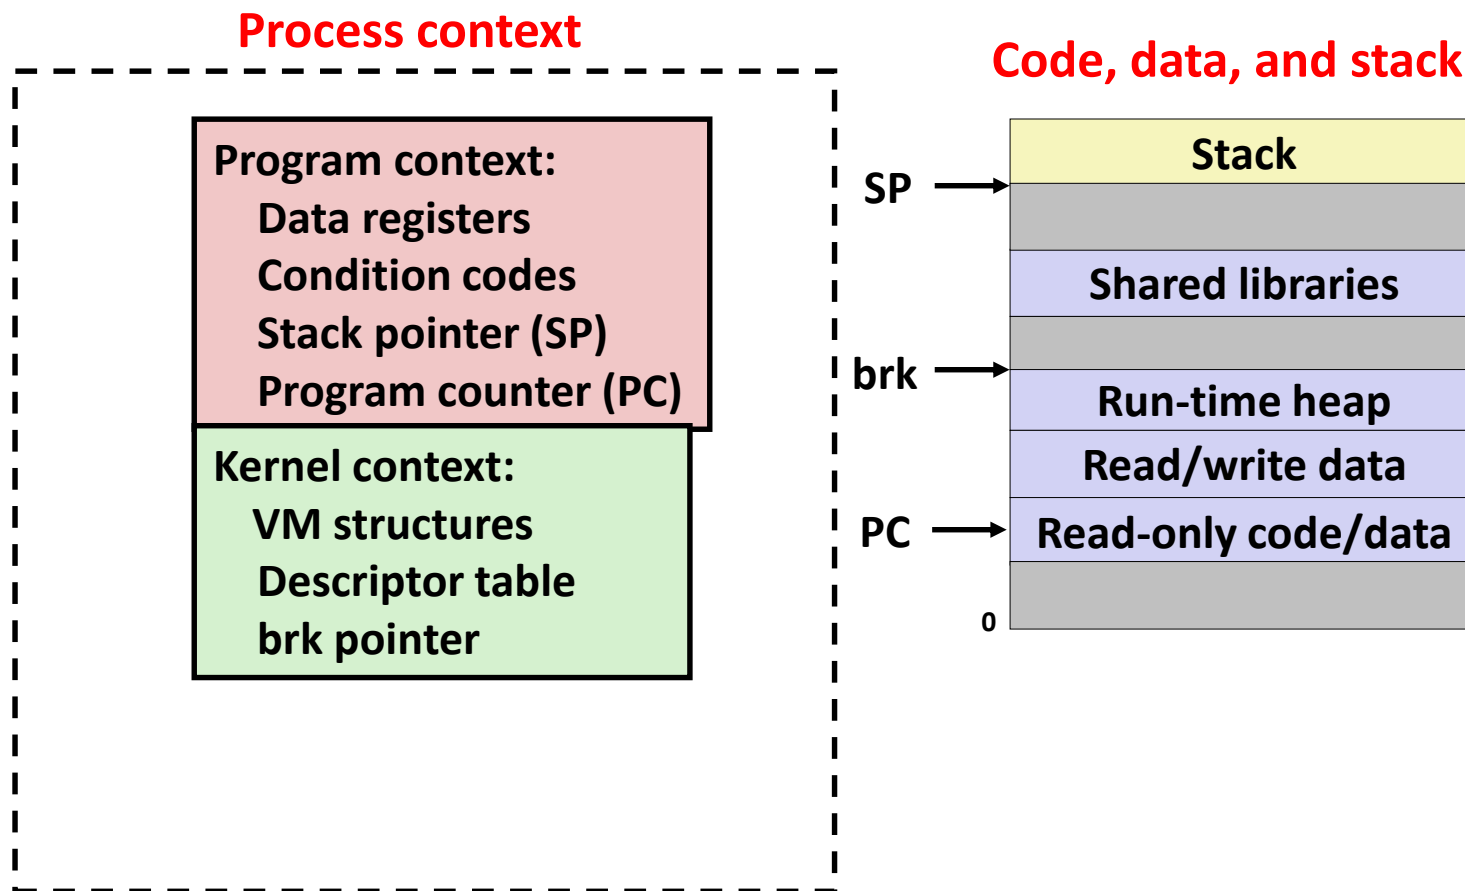 Process context
Program context:
Data registers
Condition codes
Stack pointer (SP)
Program counter (PC)
Kernel context:
VM structures
Descriptor table
brk pointer
Code, data, and stack
Stack
SP
Shared libraries
brk
Run-time heap
Read/write data
PC
Read-only code/data
0